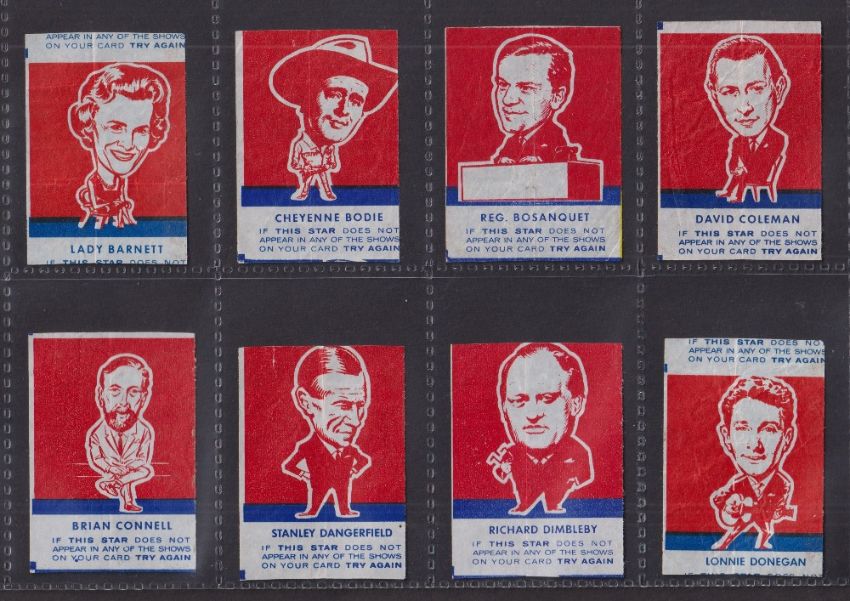 APPEAR IN ANY OF THE SHOWS
ON YOUR CARD TRY AGAIN
LADY BARNETT
IF THIS STAR DOES NOT
CHEYENNE BODIE
IF THIS STAR DOES NOT
APPEAR IN ANY OF THE SHOWS
ON YOUR CARD TRY AGAIN
REG. BOSANQUET
IF THIS STAR DOES NOT
APPEAR IN ANY OF THE SHOWS
ON YOUR CARD TRY AGAIN
DAVID COLEMAN
IF THIS STAR DOES NOT
APPEAR IN ANY OF THE SHOWS
ON YOUR CARD TRY AGAIN
BRIAN CONNELL
IF THIS STAR DOES NOT
APPEAR IN ANY OF THE SHOWS
ON YOUR CARD TRY AGAIN
STANLEY DANGERFIELD
IF THIS STAR DOES NOT
APPEAR IN ANY OF THE SHOWS
ON YOUR CARD TRY AGAIN
RICHARD DIMBLEBY
IF THIS STAR DOES NOT
APPEAR IN ANY OF THE SHOWS
ON YOUR CARD TRY AGAIN
IF THIS STAR DOES NO
APPEAR IN ANY OF THE SHOWS
ON YOUR CARD TRY AGAIN
LONNIE DONEGAN